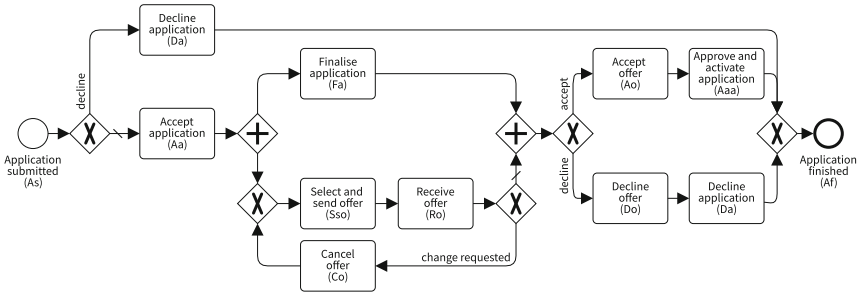 Decline
application
(Da)
decline
Application
submitted
(As)
Accept
application
(Aa)
Finalise
application
(Fa)
Select and
send offer
(Sso)
Receive
offer
(Ro)
Cancel
offer
(Co)
change requested
accept
decline
Accept
offer
(Ao)
Approve and
activate
application
(Aaa)
Decline
offer
(Do)
Decline
application
(Da)
Application
finished
(Af)